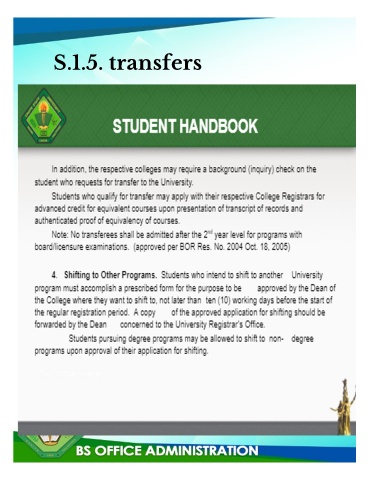 S.1.5. transfers
STUDENT HANDBOOK
In addition, the respective colleges may require a background (inquiry) check on the
student who requests for transfer to the University.
Students who qualify for transfer may apply with their respective College Registrars for
advanced credit for equivalent courses upon presentation of transcript of records and
authenticated proof of equivalency of courses.
Note: No transferees shall be admitted after the 2nd year level for programs with
board/licensure examinations. (approved per BOR Res. No. 2004 Oct. 18, 2005)
4. Shifting to Other Programs. Students who intend to shift to another University
program must accomplish a prescribed form for the purpose to be approved by the Dean of
the College where they want to shift to, not later than ten (10) working days before the start of
the regular registration period. A copy of the approved application for shifting should be
forwarded by the Dean concerned to the University Registrar's Office.
Students pursuing degree programs may be allowed to shift to non- degree
programs upon approval of their application for shifting.
BS OFFICE ADMINISTRATION